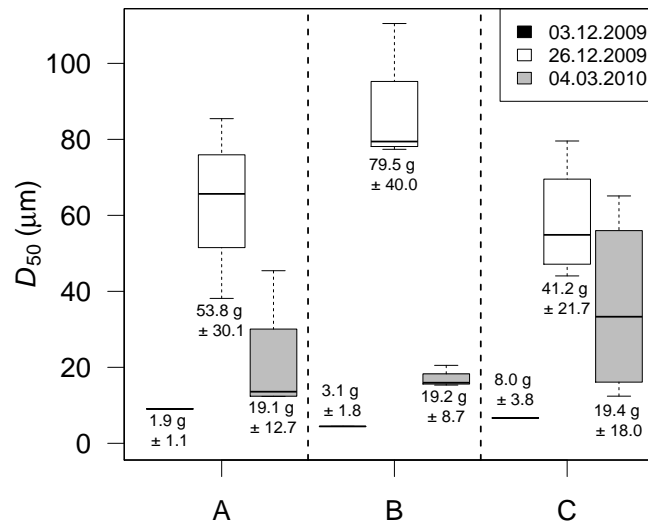 03.12.2009
26.12.2009
04.03.2010
D50 (μm)
100
80
60
40
20
0
79.5 g
± 40.0
53.8 g
± 30.1
41.2 g
± 21.7
1.9 g
± 1.1
19.1 g
± 12.7
3.1 g
± 1.8
19.2 g
± 8.7
8.0 g
± 3.8
19.4 g
± 18.0
A B C